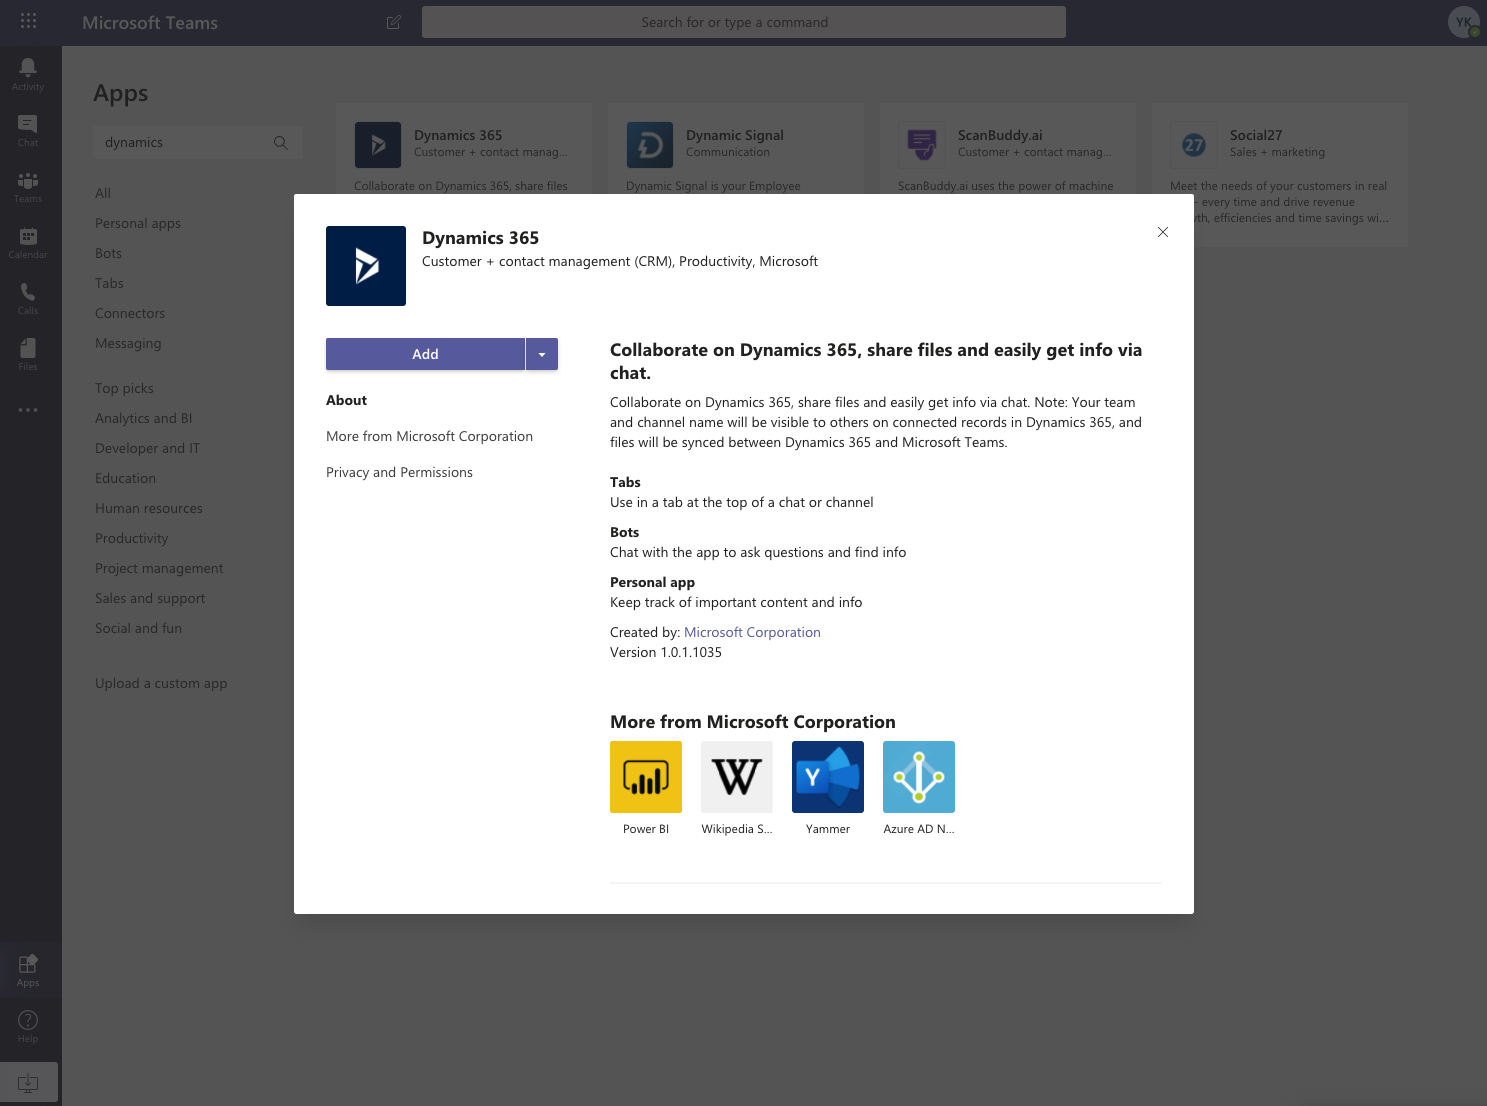 Microsoft Teams
Search for or type a command
YK
Activity
Chat
Teams
Calendar
Calls
Files
Apps
Help
Apps
dynamics
All
Personal apps
Bots
Tabs
Connectors
Messaging
Top picks
Analytics and BI
Developer and IT
Education
Human resources
Productivity
Project management
Sales and support
Social and fun
Upload a custom app
Dynamics 365
Customer + contact manag...
Collaborate on Dynamics 365, share files
Dynamic Signal
Communication
Dynamic Signal is your Employee
ScanBuddy.ai
Customer + contact manag...
ScanBuddy.ai uses the power of machine
27
Social27
Sales + marketing
Meet the needs of your customers in real
- every time and drive revenue
efficiencies and time savings wi...
Dynamics 365
Customer + contact management (CRM), Productivity, Microsoft
Add
About
More from Microsoft Corporation
Privacy and Permissions
Collaborate on Dynamics 365, share files and easily get info via
chat.
Collaborate on Dynamics 365, share files and easily get info via chat. Note: Your team
and channel name will be visible to others on connected records in Dynamics 365, and
files will be synced between Dynamics 365 and Microsoft Teams.
Tabs
Use in a tab at the top of a chat or channel
Bots
Chat with the app to ask questions and find info
Personal app
Keep track of important content and info
Created by: Microsoft Corporation
Version 1.0.1.1035
More from Microsoft Corporation
W
Y
Power BI
Wikipedia S...
Yammer
Azure AD N...